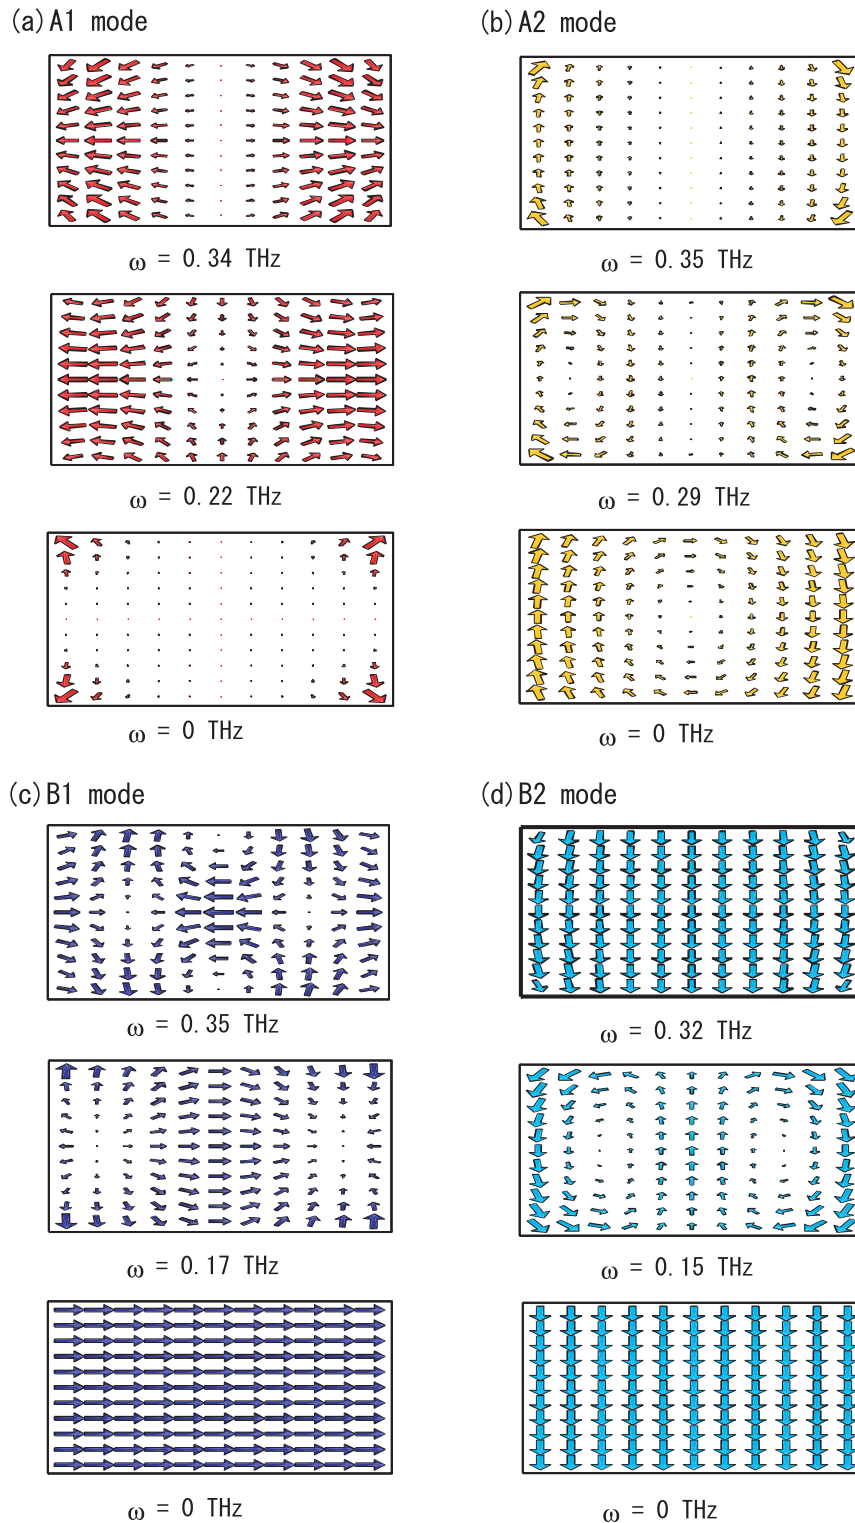 (a) A1 mode
ω = 0.34 THz
ω = 0.22 THz
ω = 0 THz
(b) A2 mode
ω = 0.35 THz
ω = 0.29 THz
ω = 0 THz
(c) B1 mode
ω = 0.35 THz
ω = 0.17 THz
ω = 0 THz
(d) B2 mode
ω = 0.32 THz
ω = 0.15 THz
ω = 0 THz